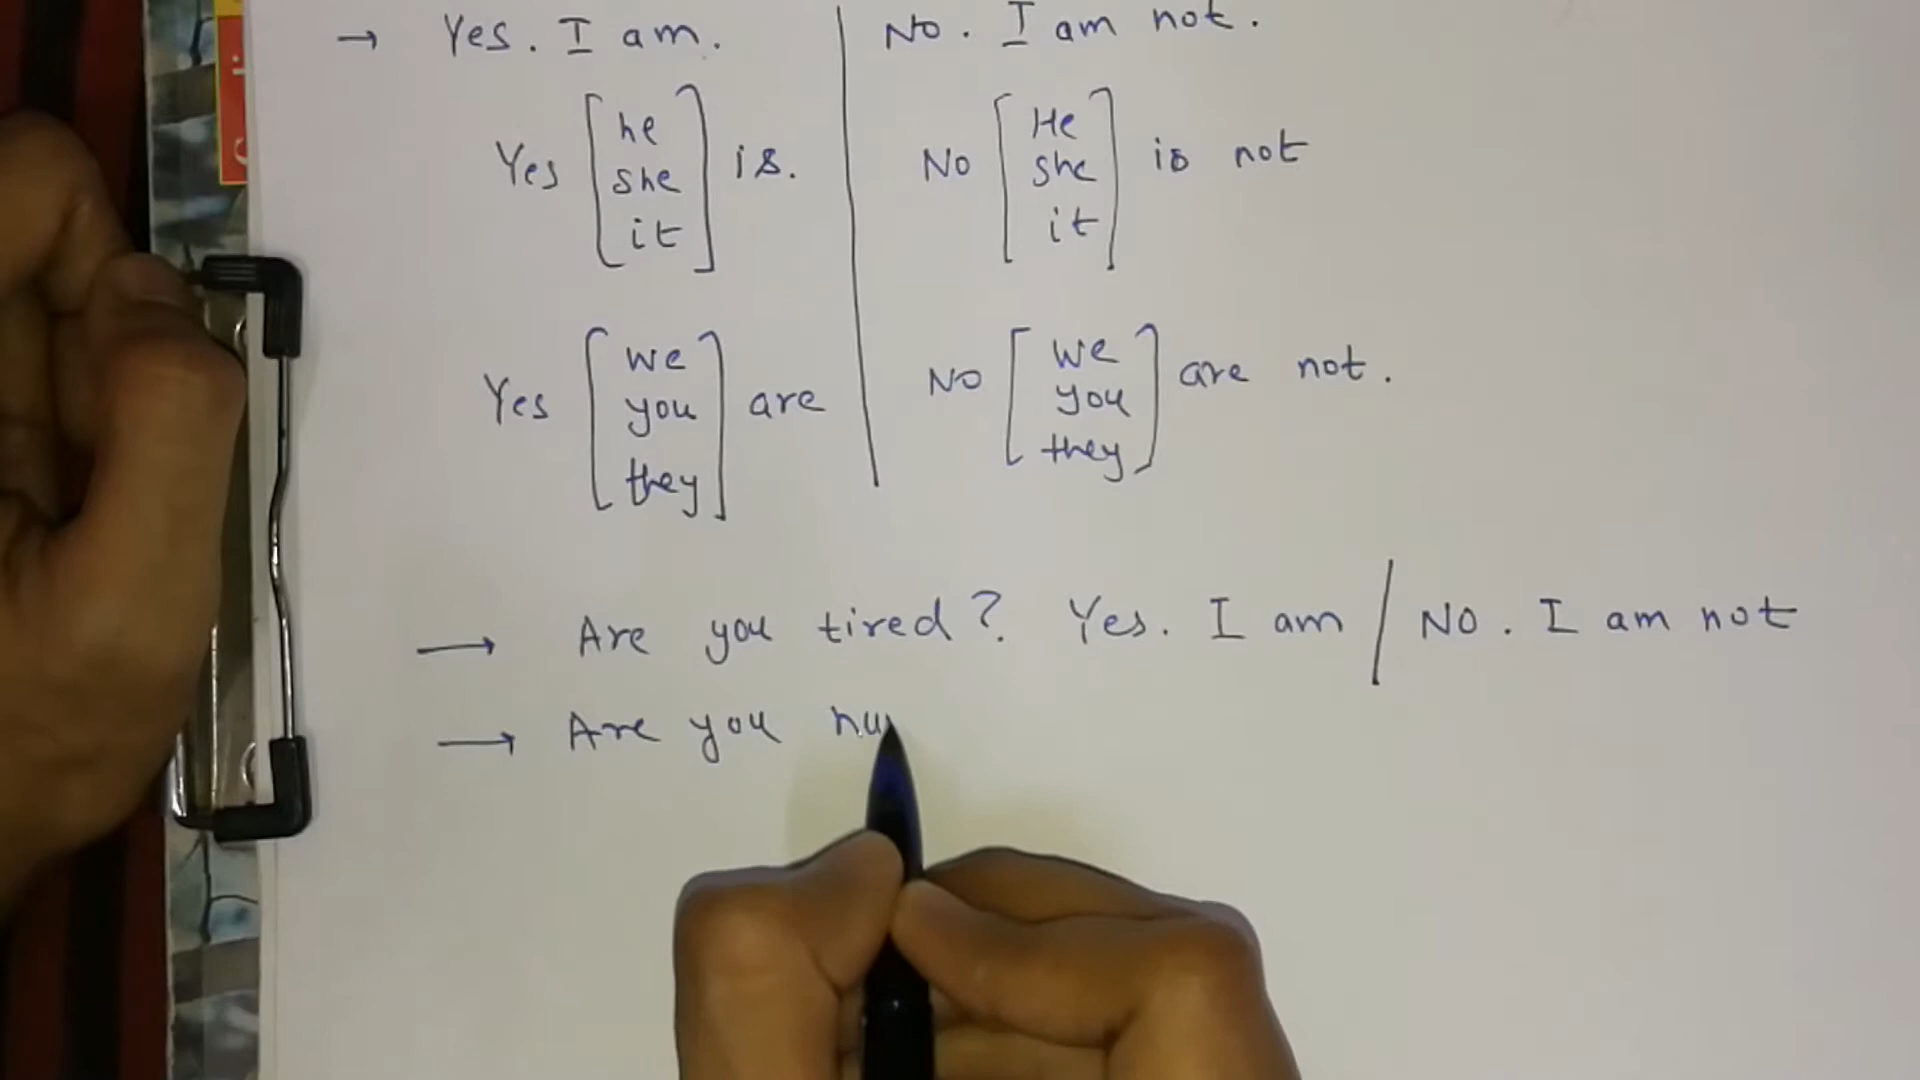 → Yes. I am. | No. I am not.
Yes [he she it] is. | No [He she it] is not
Yes [we you they] are | No [we you they] are not.
→ Are you tired? Yes. I am / No. I am not
→ Are you hu